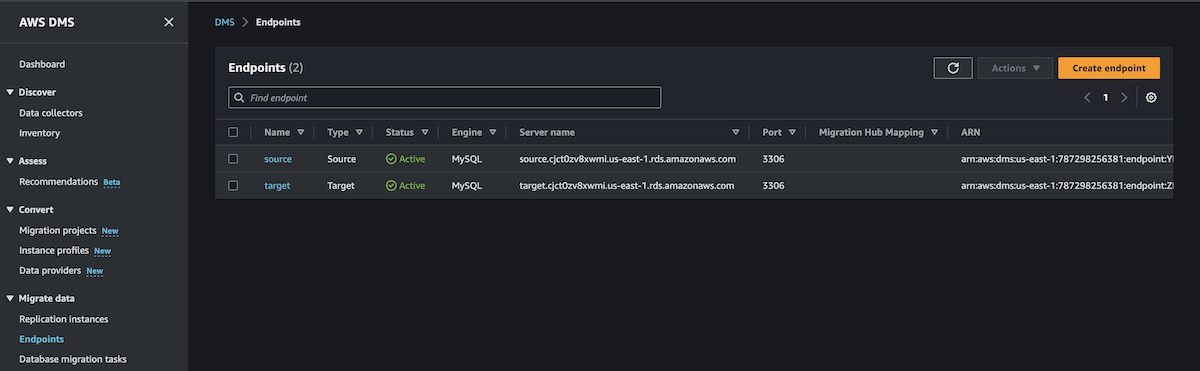 AWS DMS
Dashboard
Discover
Data collectors
Inventory
Assess
Recommendations Beta
Convert
Migration projects New
Instance profiles New
Data providers New
Migrate data
Replication instances
Endpoints
Database migration tasks
DMS > Endpoints
Endpoints (2)
Actions
Create endpoint
Find endpoint
1
Name Type Status Engine Server name Port Migration Hub Mapping ARN
source Source Active MySQL source.cjct0zv8xwmi.us-east-1.rds.amazonaws.com 3306 arn:aws:dms:us-east-1:787298256381:endpoint:Y
target Target Active MySQL target.cjct0zv8xwmi.us-east-1.rds.amazonaws.com 3306 arn:aws:dms:us-east-1:787298256381:endpoint:Z